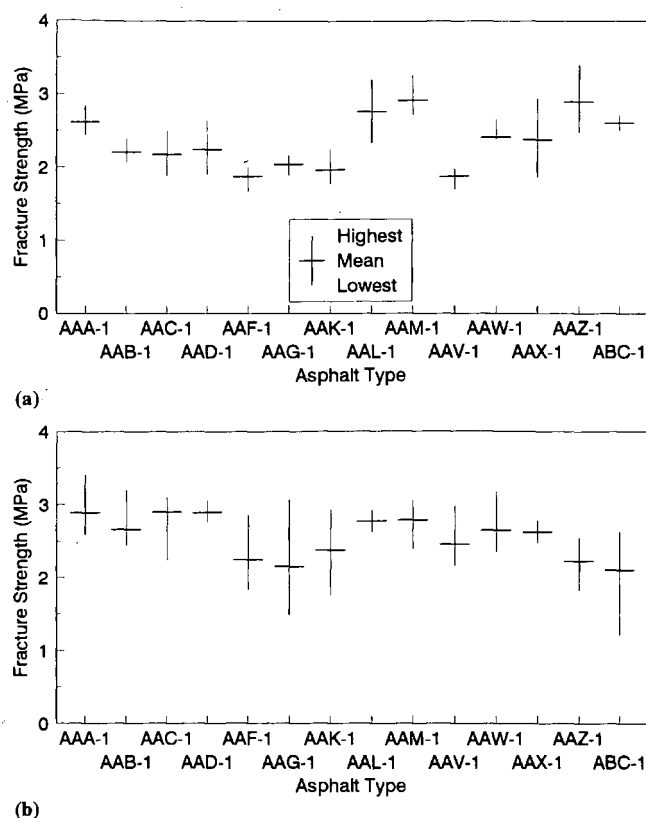 4
3
2
1
0
Fracture Strength (MPa)
Highest
Mean
Lowest
AAA-1 AAC-1 AAF-1 AAK-1 AAM-1 AAW-1 AAZ-1
AAB-1 AAD-1 AAG-1 AAL-1 AAV-1 AAX-1 ABC-1
Asphalt Type
(a)
4
3
2
1
0
Fracture Strength (MPa)
AAA-1 AAC-1 AAF-1 AAK-1 AAM-1 AAW-1 AAZ-1
AAB-1 AAD-1 AAG-1 AAL-1 AAV-1 AAX-1 ABC-1
Asphalt Type
(b)